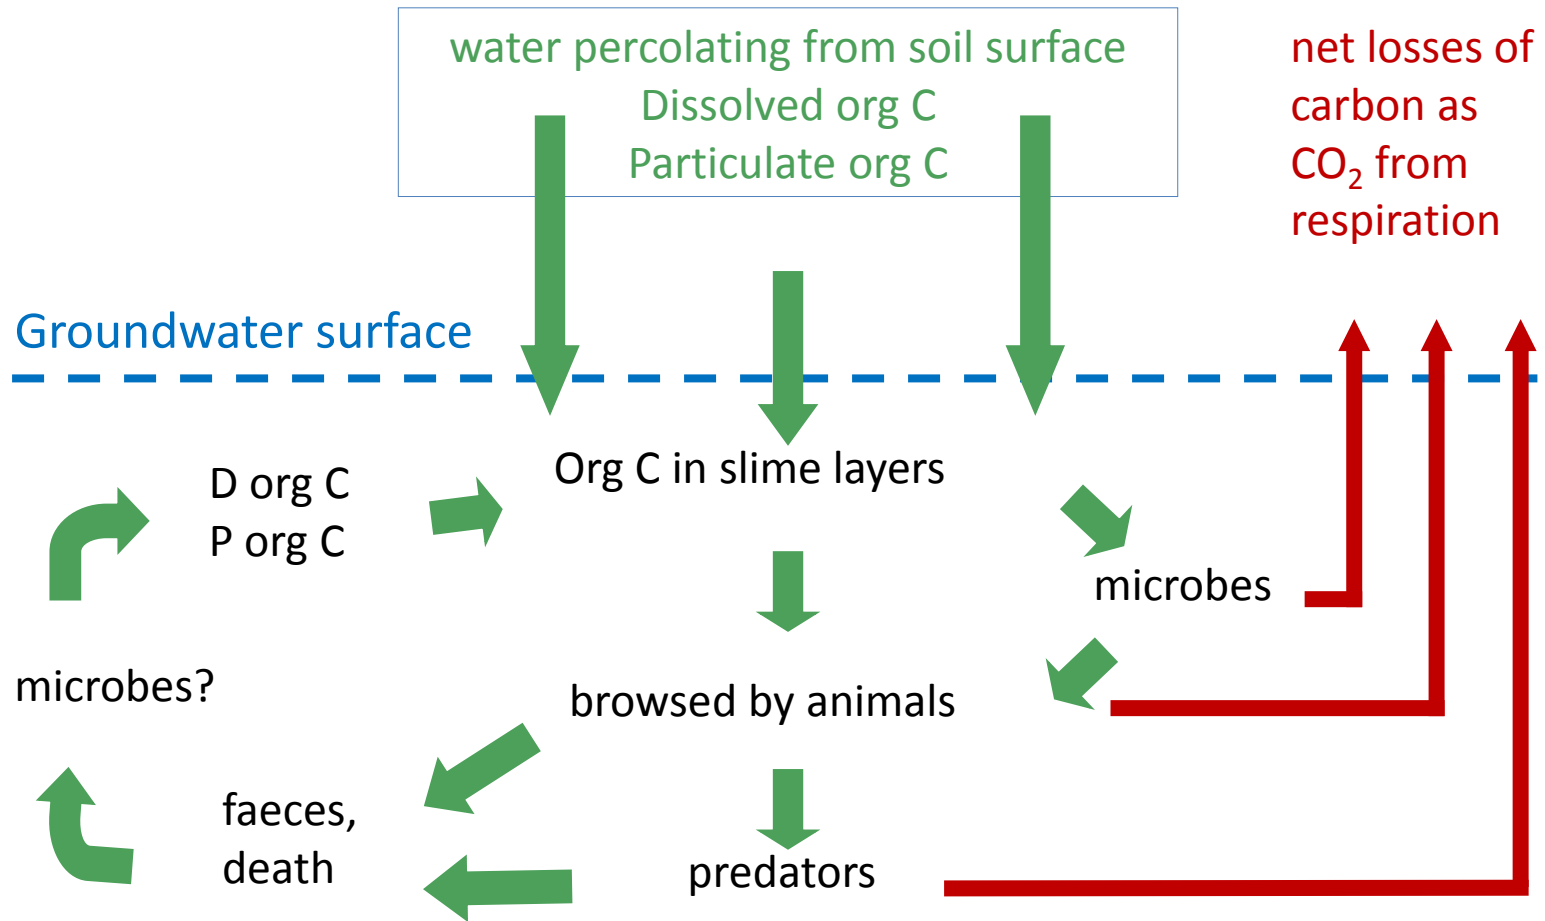 water percolating from soil surface
Dissolved org C
Particulate org C
net losses of
carbon as
CO₂ from
respiration
Groundwater surface
D org C
P org C
Org C in slime layers
microbes
microbes?
browsed by animals
faeces,
death
predators